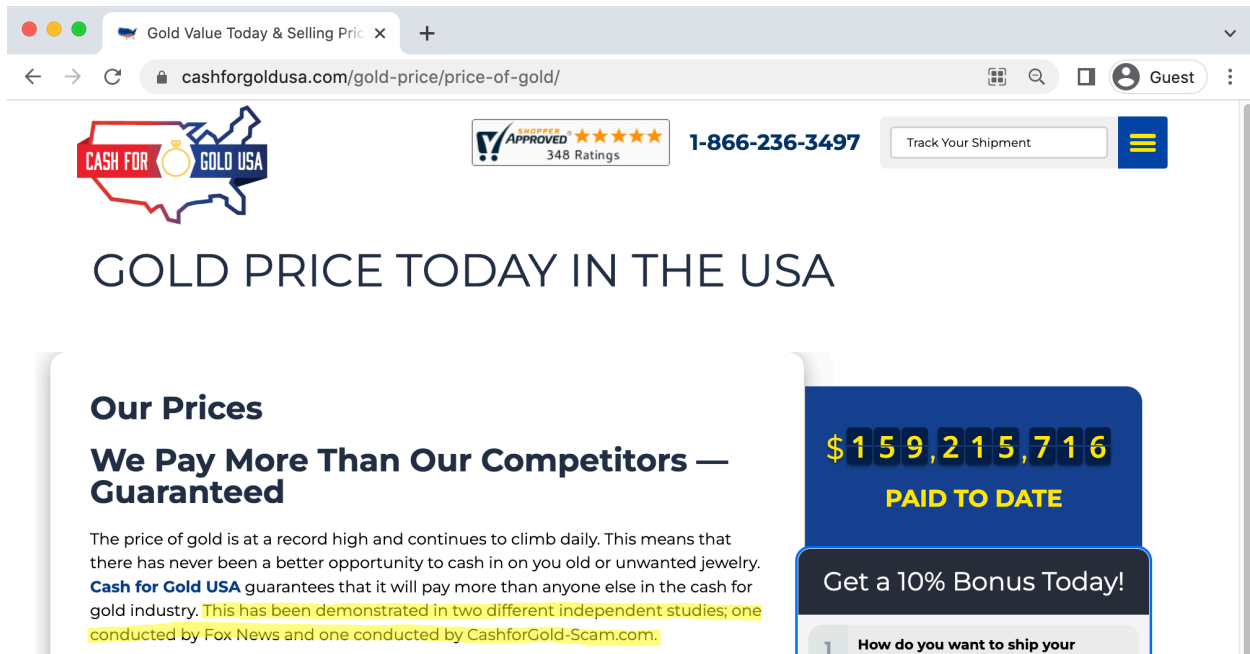 Gold Value Today & Selling Pric
cashforgoldusa.com/gold-price/price-of-gold/
Guest
CASH FOR GOLD USA
SHOPPER
APPROVED
348 Ratings
1-866-236-3497
Track Your Shipment
GOLD PRICE TODAY IN THE USA
Our Prices
We Pay More Than Our Competitors —
Guaranteed
The price of gold is at a record high and continues to climb daily. This means that
there has never been a better opportunity to cash in on you old or unwanted jewelry.
Cash for Gold USA guarantees that it will pay more than anyone else in the cash for
gold industry. This has been demonstrated in two different independent studies; one
conducted by Fox News and one conducted by CashforGold-Scam.com.
$159,215,716
PAID TO DATE
Get a 10% Bonus Today!
1 How do you want to ship your